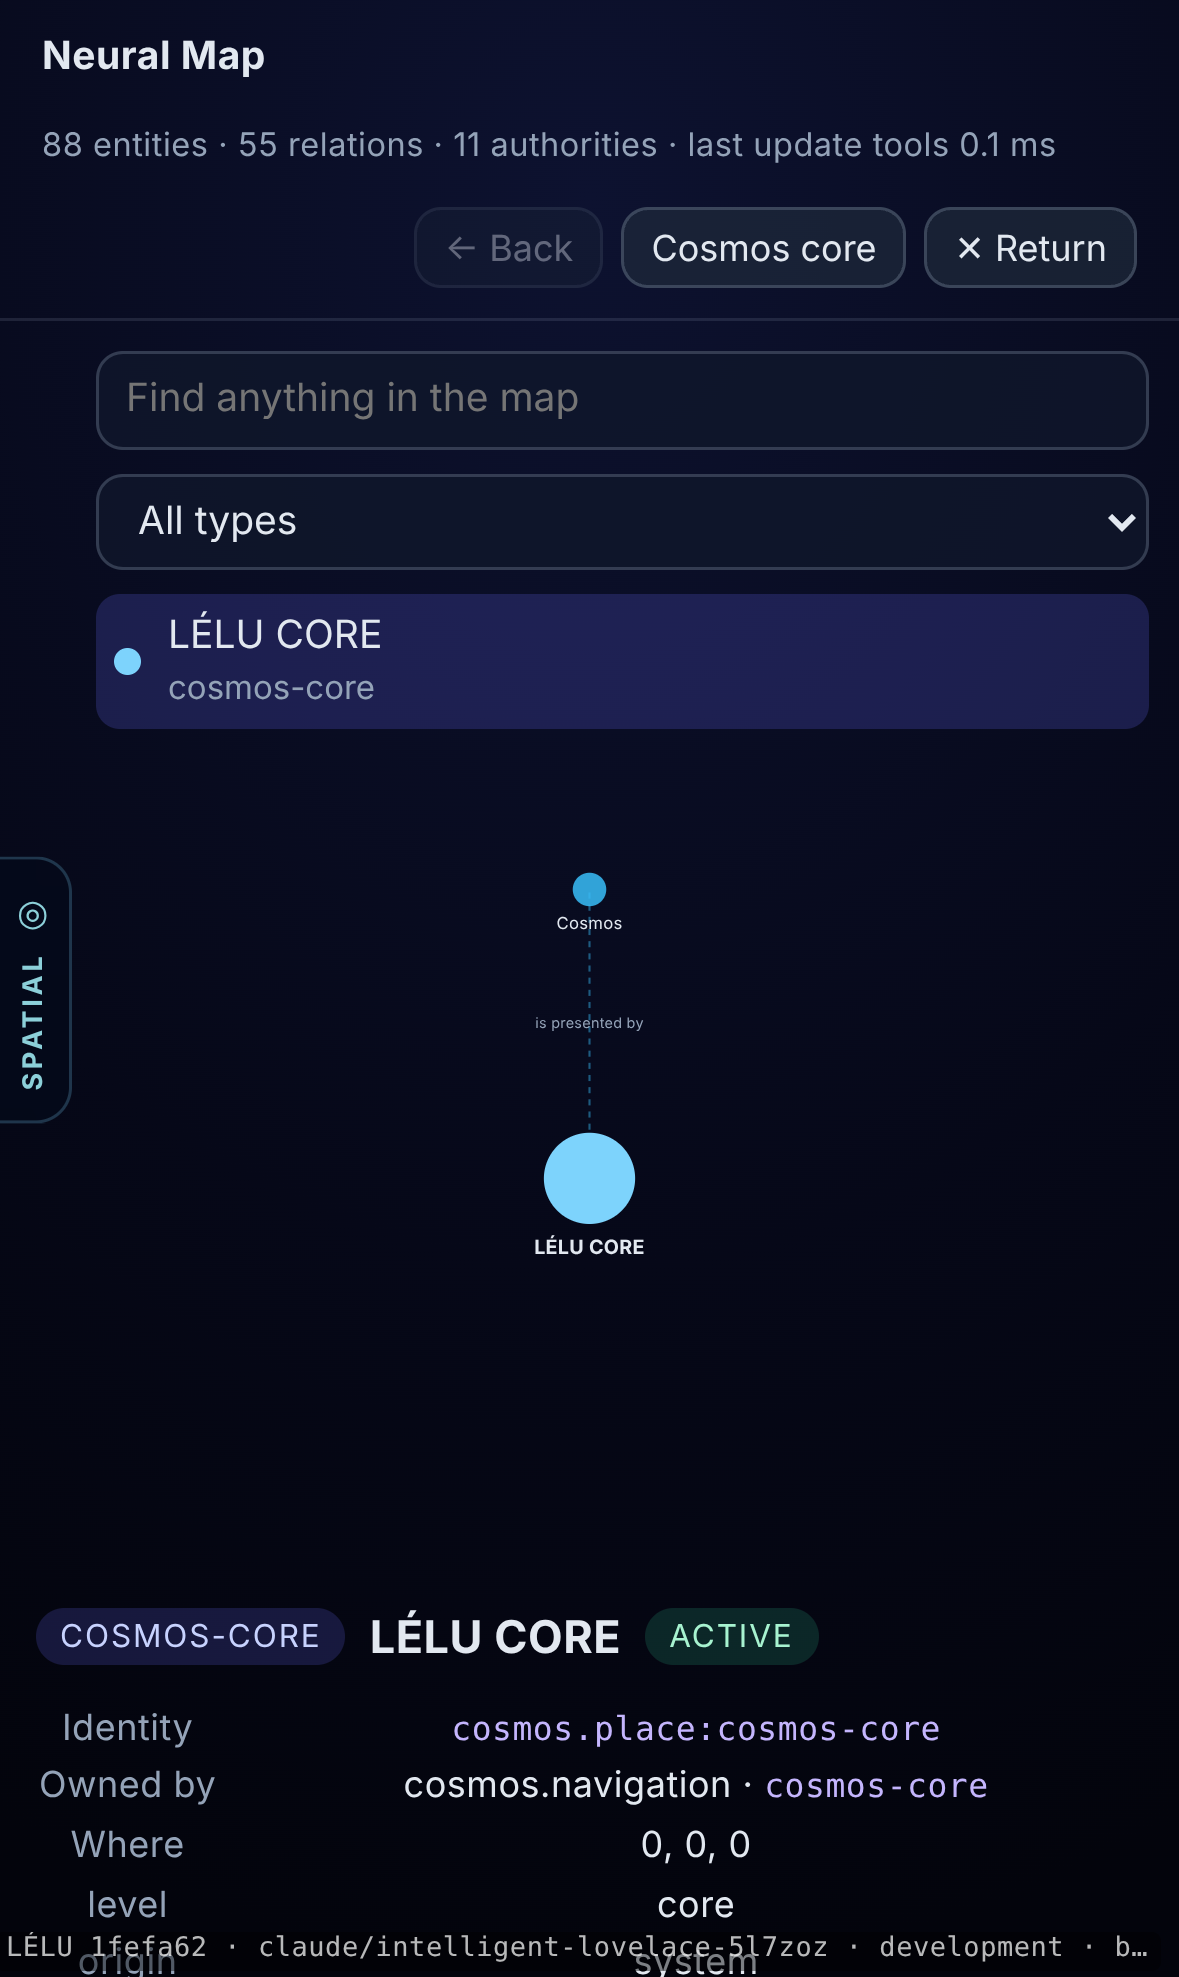 Neural Map
88 entities · 55 relations · 11 authorities · last update tools 0.1 ms
← Back
Cosmos core
✕ Return
Find anything in the map
All types
LÉLU CORE
cosmos-core
SPATIAL
Cosmos
is presented by
LÉLU CORE
COSMOS-CORE LÉLU CORE ACTIVE
Identity cosmos.place:cosmos-core
Owned by cosmos.navigation · cosmos-core
Where 0, 0, 0
level core
LÉLU 1fefa62 · claude/intelligent-lovelace-5l7zoz · development · b…
origin system